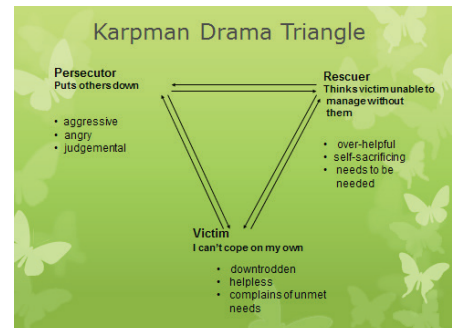 Karpman Drama Triangle
Persecutor
Puts others down
• aggressive
• angry
• judgemental
Rescuer
Thinks victim unable to
manage without
them
• over-helpful
• self-sacrificing
• needs to be
needed
Victim
I can't cope on my own
• downtrodden
• helpless
• complains of unmet
needs